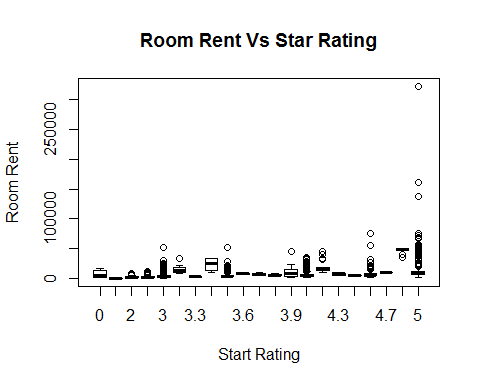 Room Rent Vs Star Rating
Room Rent
250000
100000
0
0 2 3 3.3 3.6 3.9 4.3 4.7 5
Start Rating